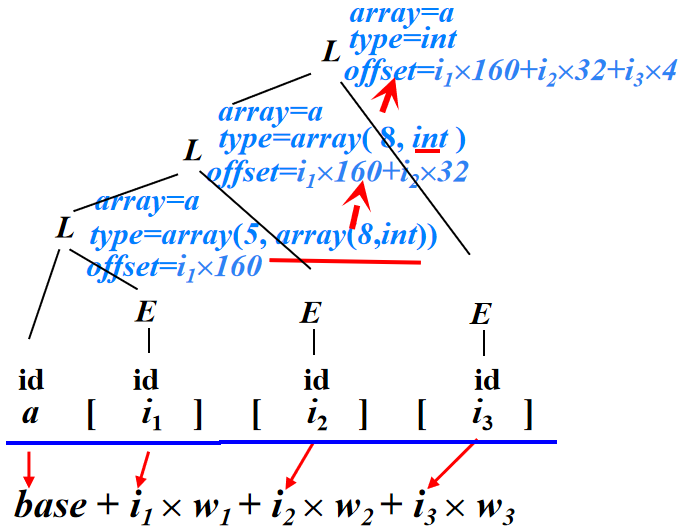 array=a
L type=int
offset=i₁×160+i₂×32+i₃×4
array=a
L type=array( 8, int )
offset=i₁×160+i₂×32
array=a
L type=array(5, array(8,int))
offset=i₁×160
E E E
id id id id
a [ i₁ ] [ i₂ ] [ i₃ ]
base + i₁ × w₁ + i₂ × w₂ + i₃ × w₃